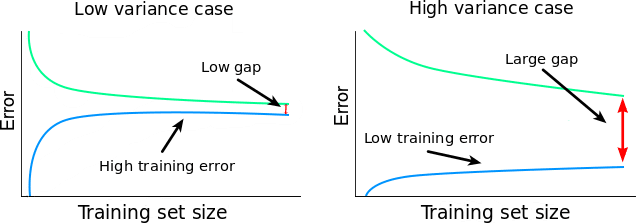 Low variance case
Error
Low gap
High training error
Training set size
High variance case
Error
Large gap
Low training error
Training set size